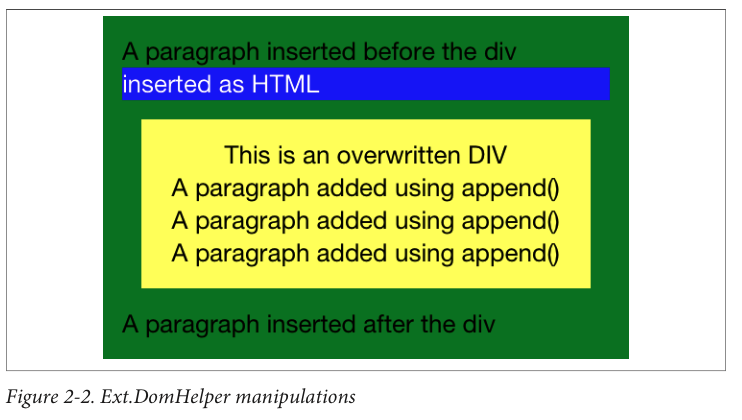 A paragraph inserted before the div
inserted as HTML
This is an overwritten DIV
A paragraph added using append()
A paragraph added using append()
A paragraph added using append()
A paragraph inserted after the div
Figure 2-2. Ext.DomHelper manipulations